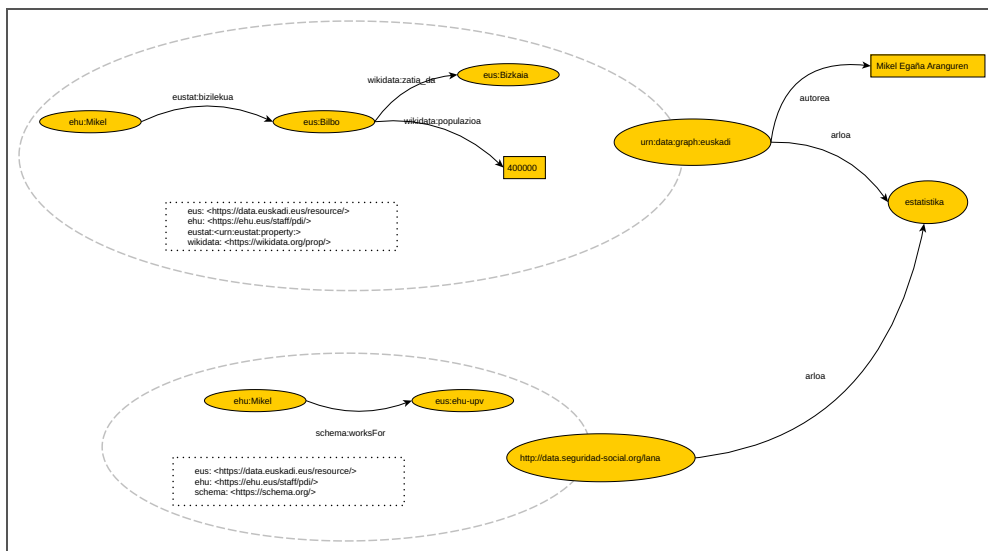 eus:Bizkaia
Mikel Egaña Aranguren
wikidata:zatia_da
eustat:bizilekua
autorea
ehu:Mikel
eus:Bilbo
wikidata:populazioa
urn:data:graph:euskadi
arloa
400000
estatistika
eus: <https://data.euskadi.eus/resource/>
ehu: <https://ehu.eus/staff/pdi/>
eustat:<urn:eustat:property:>
wikidata: <https://wikidata.org/prop/>
arloa
ehu:Mikel
eus:ehu-upv
schema:worksFor
http://data.seguridad-social.org/lana
eus: <https://data.euskadi.eus/resource/>
ehu: <https://ehu.eus/staff/pdi/>
schema: <https://schema.org/>